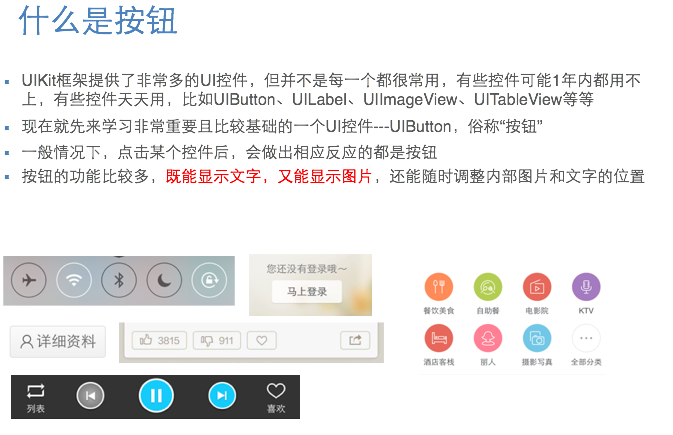 什么是按钮
UIKit框架提供了非常多的UI控件，但并不是每一个都很常用，有些控件可能1年内都用不
上，有些控件天天用，比如UIButton、UILabel、UIImageView、UITableView等等
现在就先来学习非常重要且比较基础的一个UI控件---UIButton，俗称“按钮”
一般情况下，点击某个控件后，会做出相应反应的都是按钮
按钮的功能比较多，既能显示文字，又能显示图片，还能随时调整内部图片和文字的位置
您还没有登录哦～
马上登录
餐饮美食 自助餐 电影院 KTV
详细资料
3815 911
酒店客栈 丽人 摄影写真 全部分类
列表 喜欢